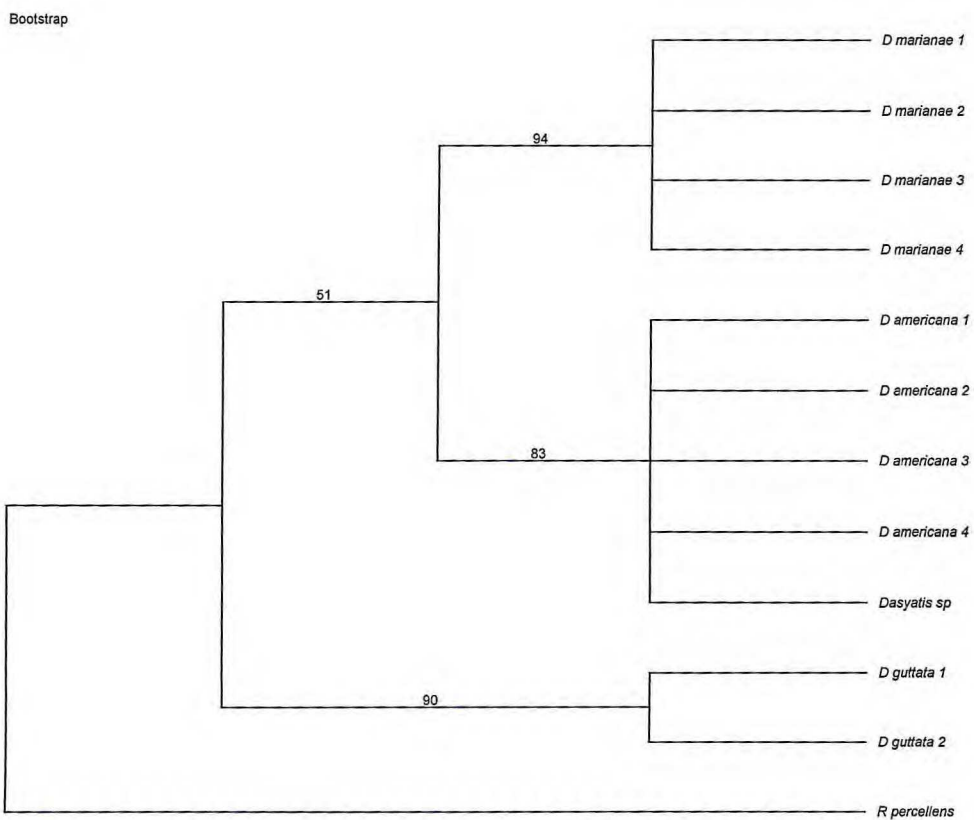 Bootstrap
D marianae 1
D marianae 2
94
D marianae 3
D marianae 4
51
D americana 1
D americana 2
83
D americana 3
D americana 4
Dasyatis sp
D guttata 1
90
D guttata 2
R percellens